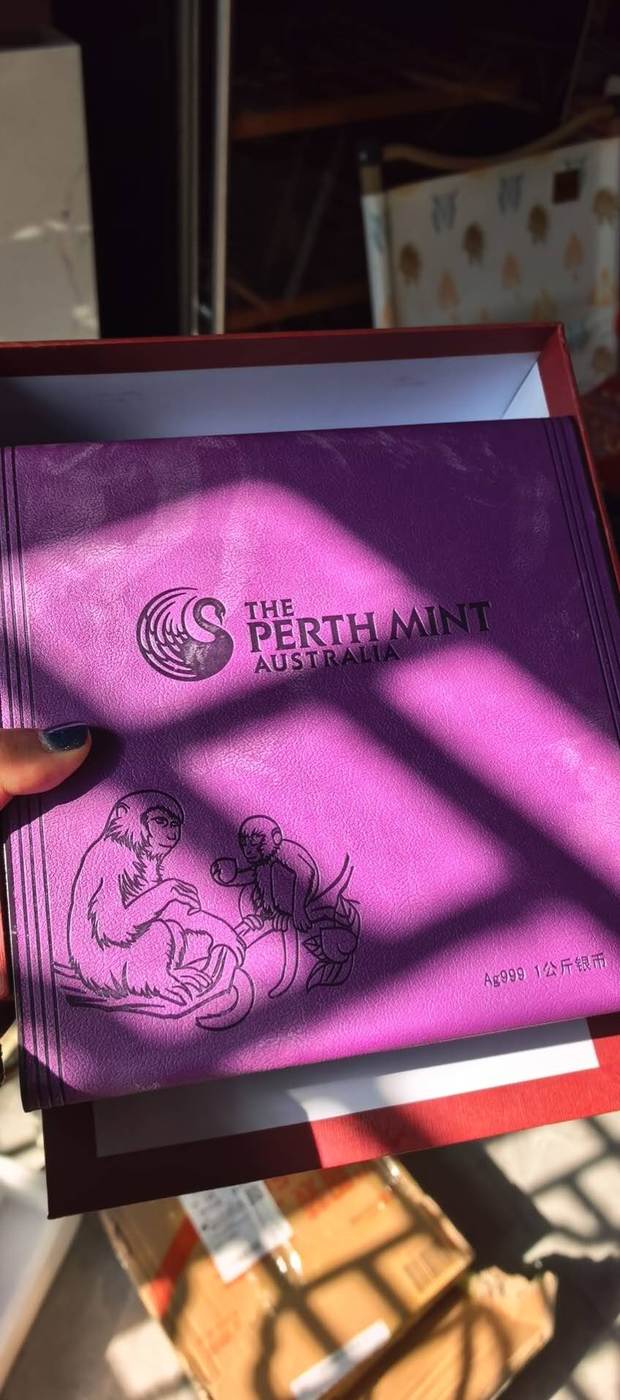 THE
PERTH MINT
AUSTRALIA
Ag999 1公斤银币